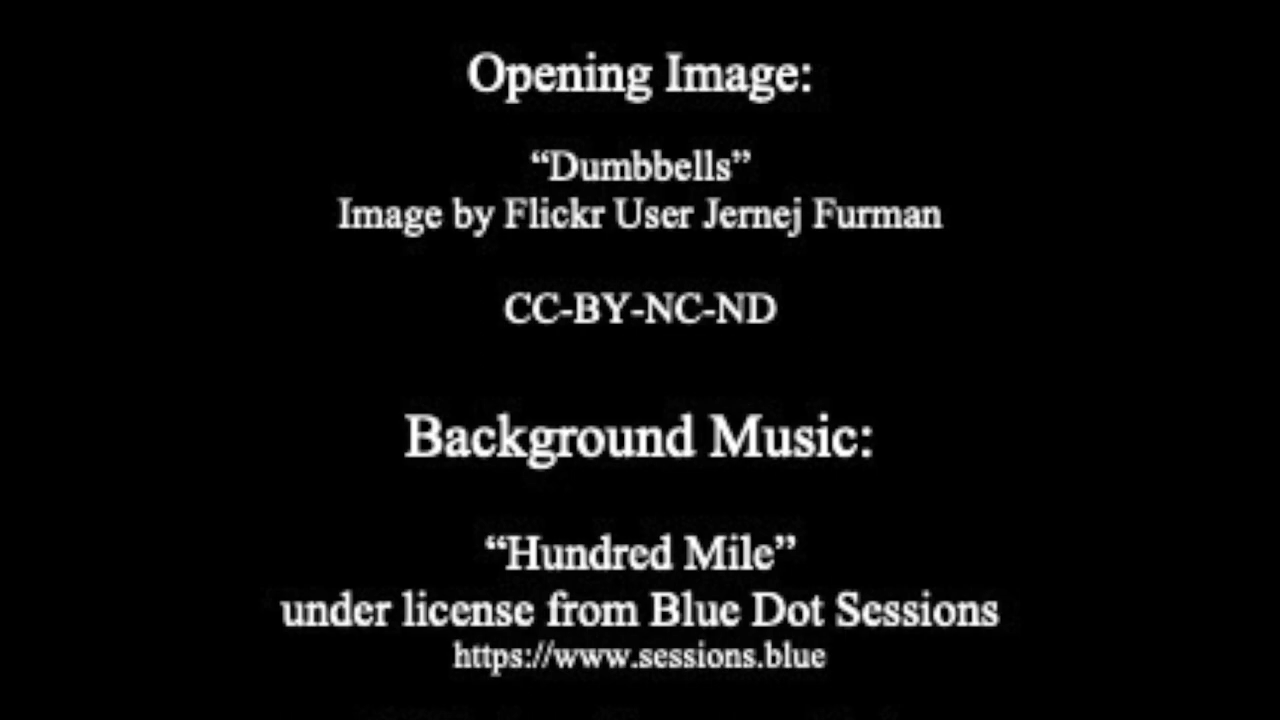 Opening Image:
“Dumbbells”
Image by Flickr User Jernej Furman
CC-BY-NC-ND
Background Music:
“Hundred Mile”
under license from Blue Dot Sessions
https://www.sessions.blue